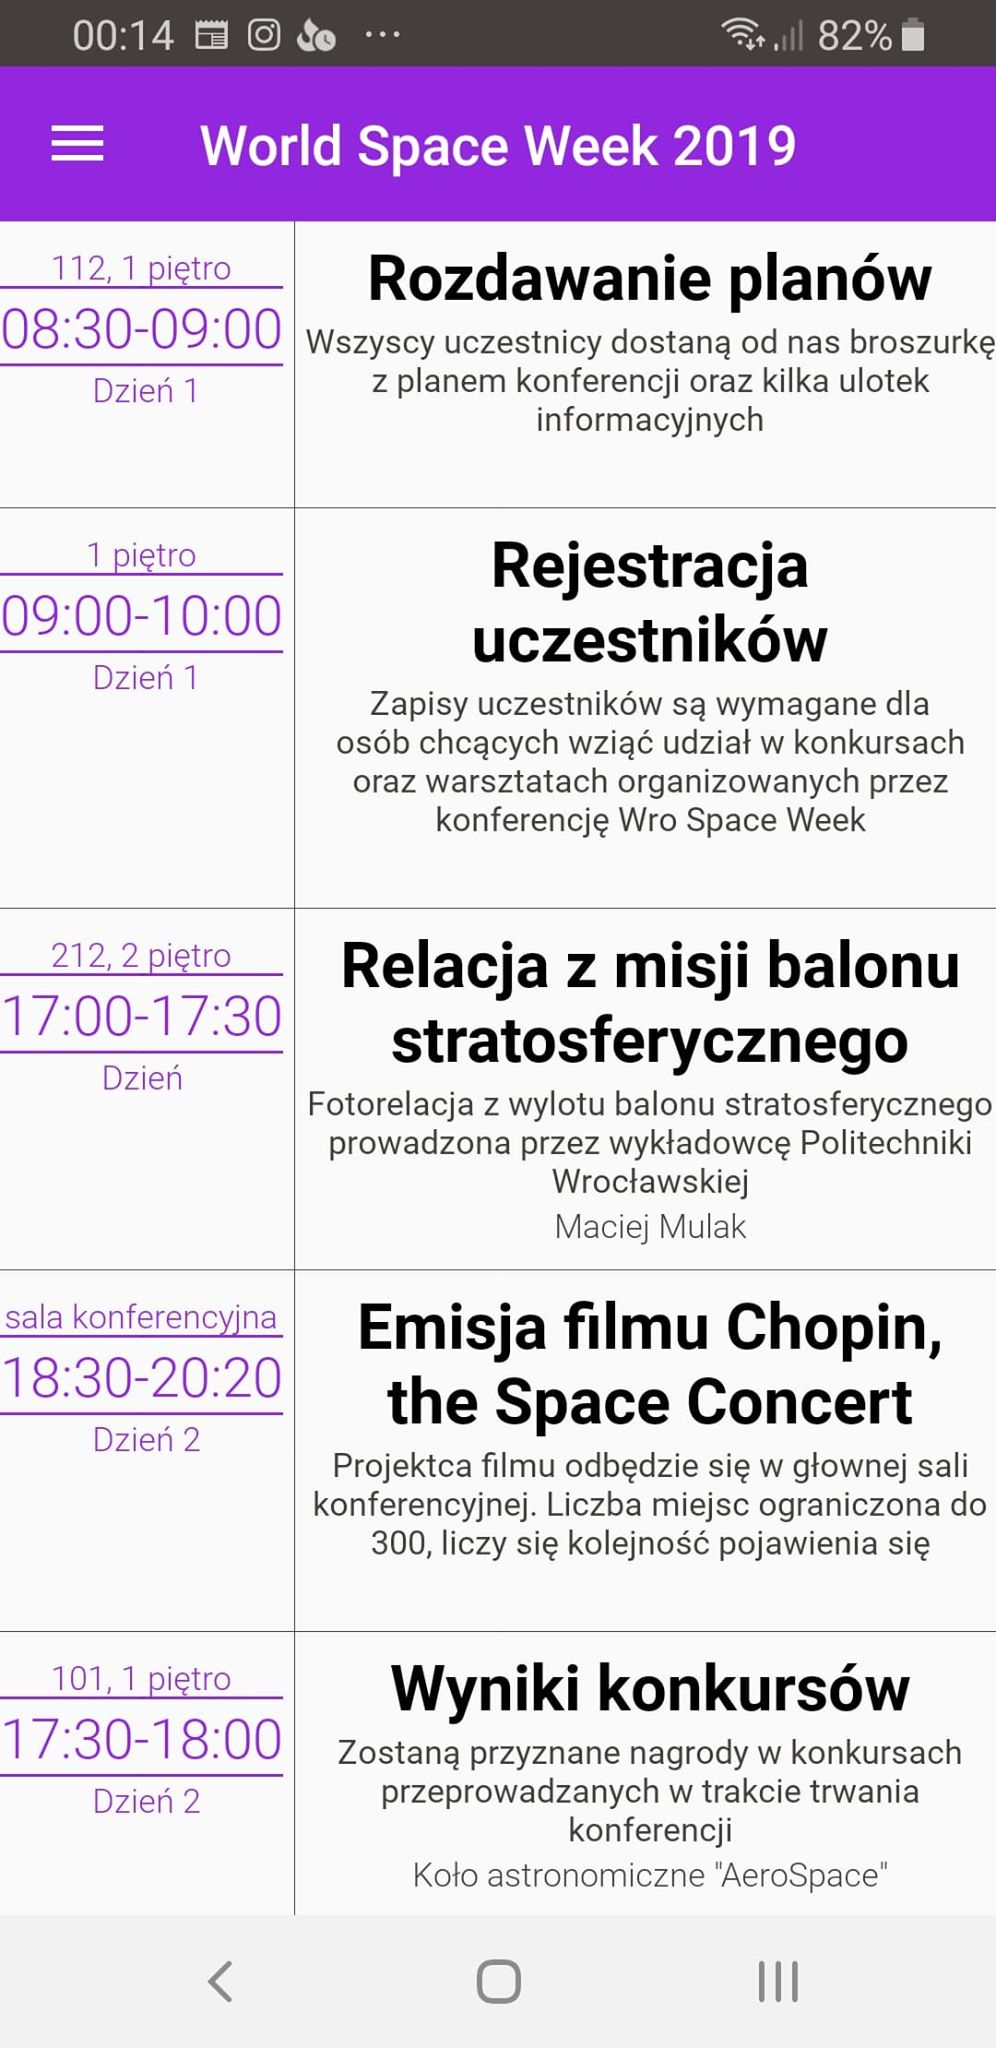 00:14
82%
World Space Week 2019
112, 1 piętro
08:30-09:00
Dzień 1
Rozdawanie planów
Wszyscy uczestnicy dostaną od nas broszurkę
z planem konferencji oraz kilka ulotek
informacyjnych
1 piętro
09:00-10:00
Dzień 1
Rejestracja
uczestników
Zapisy uczestników są wymagane dla
osób chcących wziąć udział w konkursach
oraz warsztatach organizowanych przez
konferencję Wro Space Week
212, 2 piętro
17:00-17:30
Dzień
Relacja z misji balonu
stratosferycznego
Fotorelacja z wylotu balonu stratosferycznego
prowadzona przez wykładowcę Politechniki
Wrocławskiej
Maciej Mulak
sala konferencyjna
18:30-20:20
Dzień 2
Emisja filmu Chopin,
the Space Concert
Projektca filmu odbędzie się w głownej sali
konferencyjnej. Liczba miejsc ograniczona do
300, liczy się kolejność pojawienia się
101, 1 piętro
17:30-18:00
Dzień 2
Wyniki konkursów
Zostaną przyznane nagrody w konkursach
przeprowadzanych w trakcie trwania
konferencji
Koło astronomiczne "AeroSpace"